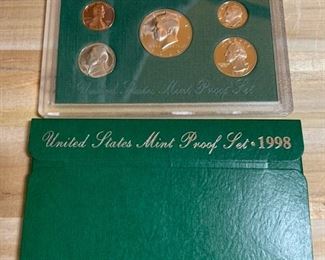 United States Mint Proof Set
United States Mint Proof Set • 1998